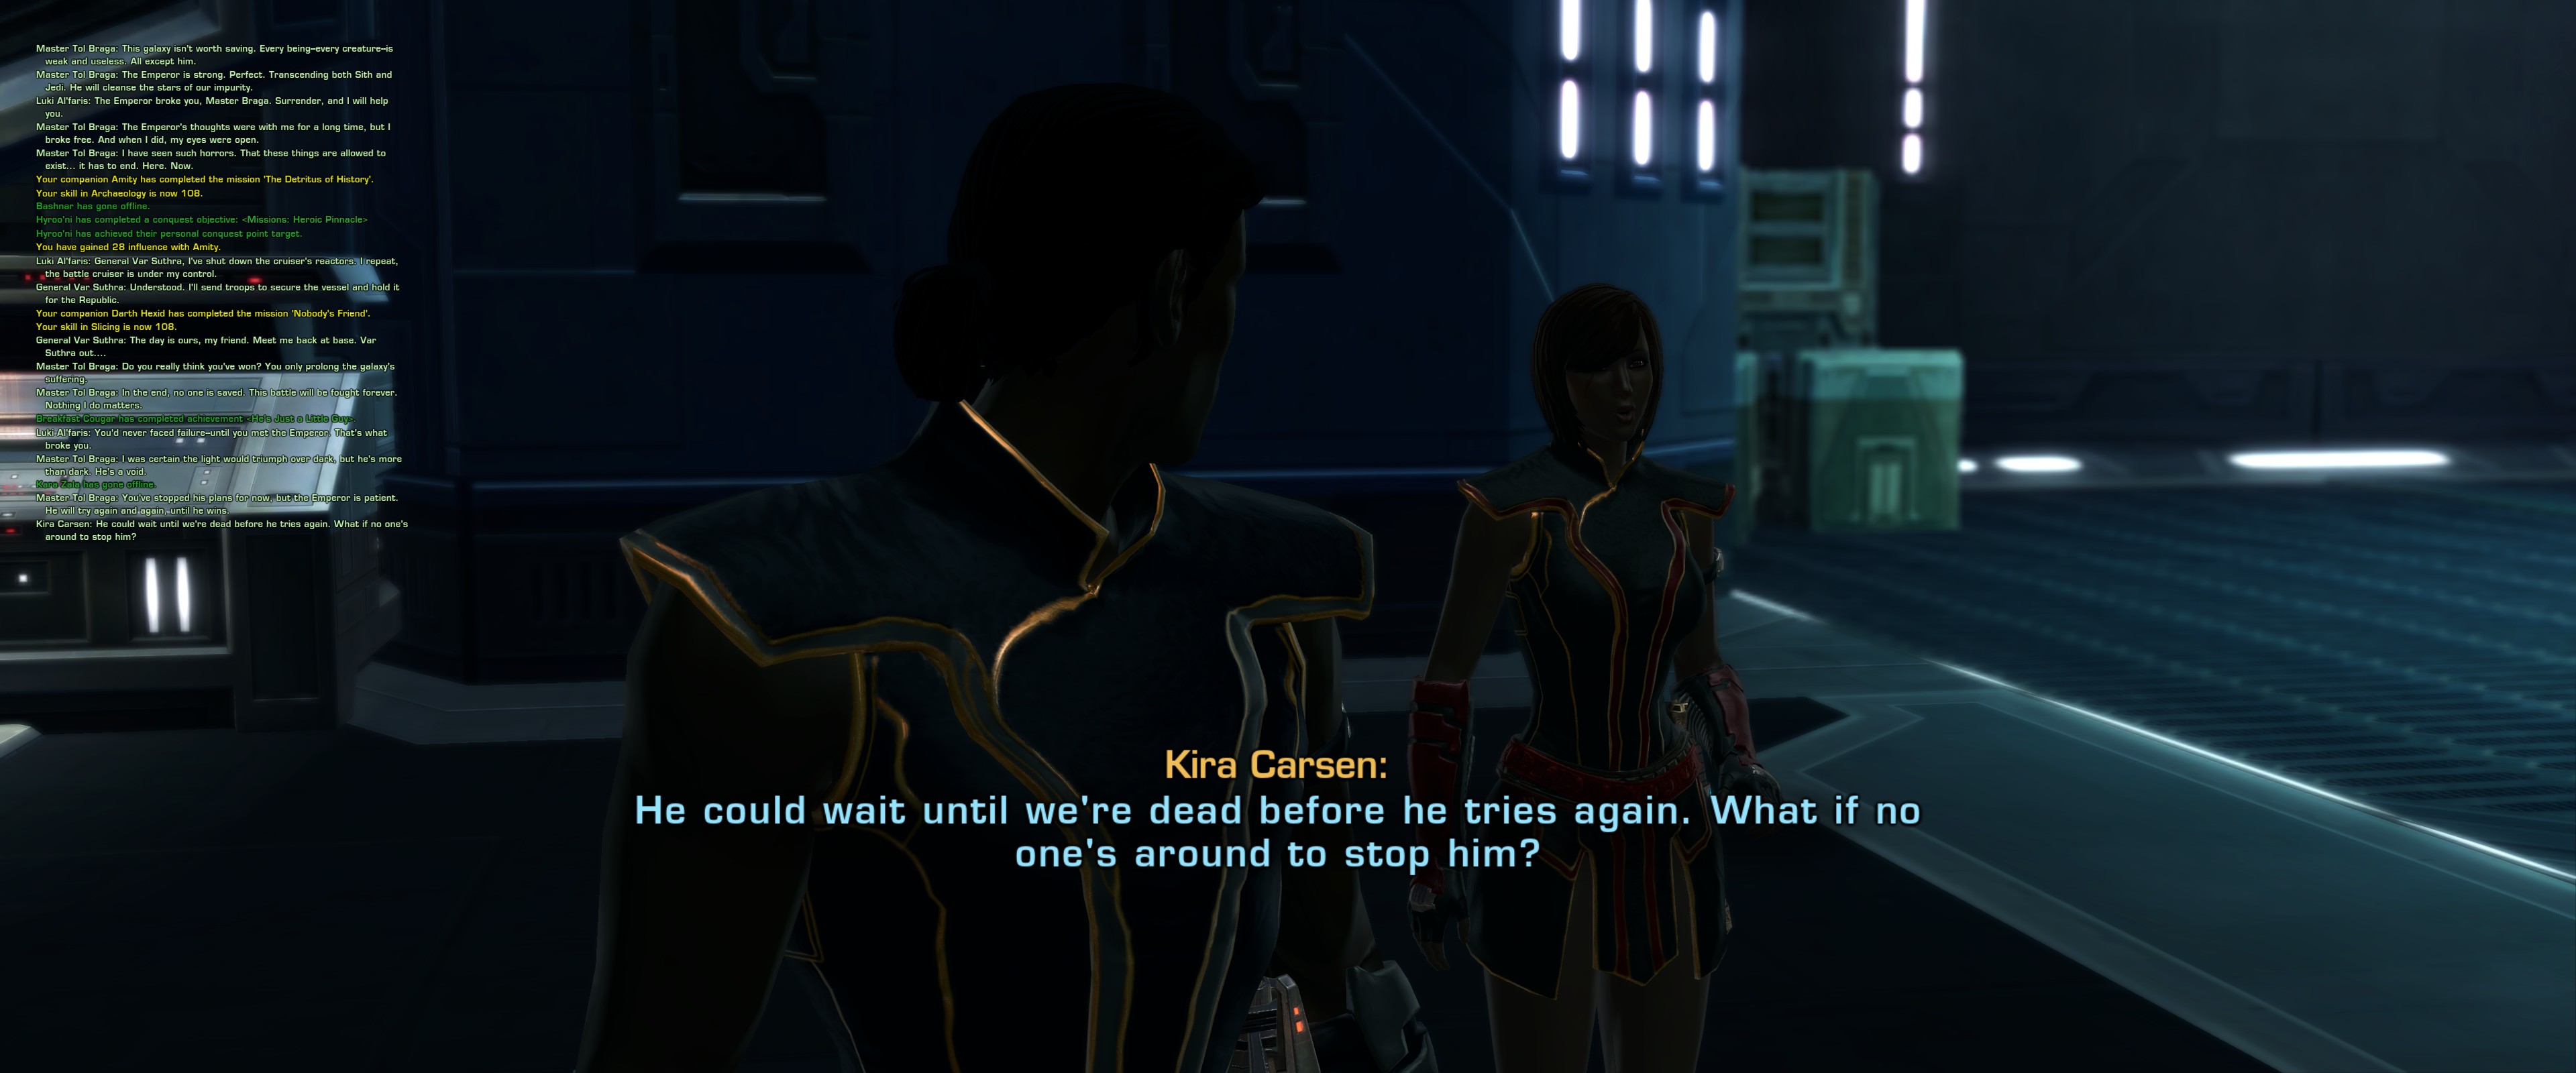 Master Tol Braga: This galaxy isn't worth saving. Every being–every creature–is
weak and useless. All except him.
Master Tol Braga: The Emperor is strong. Perfect. Transcending both Sith and
Jedi. He will cleanse the stars of our impurity.
Luki Al'faris: The Emperor broke you, Master Braga. Surrender, and I will help
you.
Master Tol Braga: The Emperor's thoughts were with me for a long time, but I
broke free. And when I did, my eyes were open.
Master Tol Braga: I have seen such horrors. That these things are allowed to
exist... it has to end. Here. Now.
Your companion Amity has completed the mission 'The Detritus of History'.
Your skill in Archaeology is now 108.
Bashnar has gone offline.
Hyroo'ni has completed a conquest objective: <Missions: Heroic Pinnacle>
Hyroo'ni has achieved their personal conquest point target.
You have gained 28 influence with Amity.
Luki Al'faris: General Var Suthra, I've shut down the cruiser's reactors. I repeat,
the battle cruiser is under my control.
General Var Suthra: Understood. I'll send troops to secure the vessel and hold it
for the Republic.
Your companion Darth Hexid has completed the mission 'Nobody's Friend'.
Your skill in Slicing is now 108.
General Var Suthra: The day is ours, my friend. Meet me back at base. Var
Suthra out....
Master Tol Braga: Do you really think you've won? You only prolong the galaxy's
suffering.
Master Tol Braga: In the end, no one is saved. This battle will be fought forever.
Nothing I do matters.
Breakfast Cougar has completed achievement <He's Just a Little Guy>
Luki Al'faris: You'd never faced failure–until you met the Emperor. That's what
broke you.
Master Tol Braga: I was certain the light would triumph over dark, but he's more
than dark. He's a void.
Kara Zala has gone offline.
Master Tol Braga: You've stopped his plans for now, but the Emperor is patient.
He will try again and again, until he wins.
Kira Carsen: He could wait until we're dead before he tries again. What if no one's
around to stop him?
Kira Carsen:
He could wait until we're dead before he tries again. What if no
one's around to stop him?